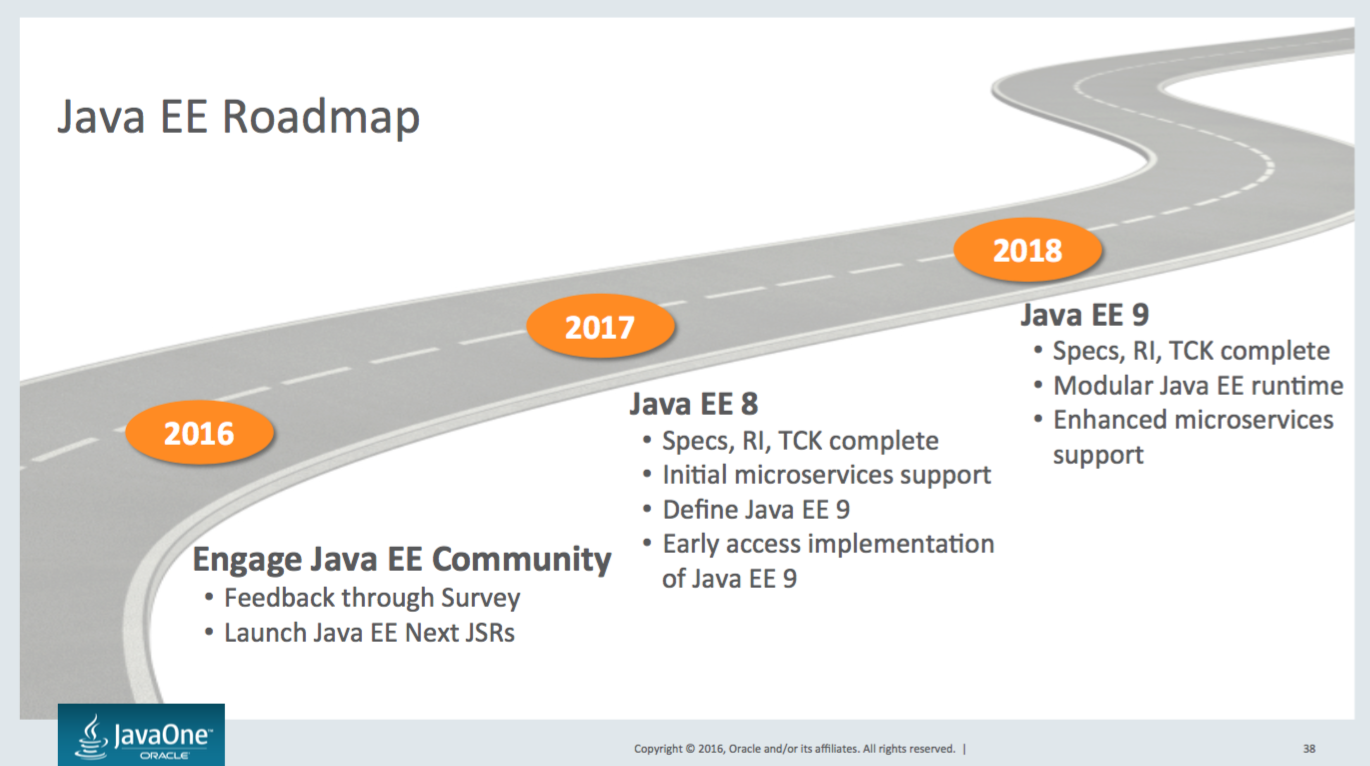 Java EE Roadmap
2018
2017
2016
Java EE 9
• Specs, RI, TCK complete
• Modular Java EE runtime
• Enhanced microservices
support
Java EE 8
• Specs, RI, TCK complete
• Initial microservices support
• Define Java EE 9
• Early access implementation
of Java EE 9
Engage Java EE Community
• Feedback through Survey
• Launch Java EE Next JSRs
JavaOne™
ORACLE
Copyright © 2016, Oracle and/or its affiliates. All rights reserved. |
38